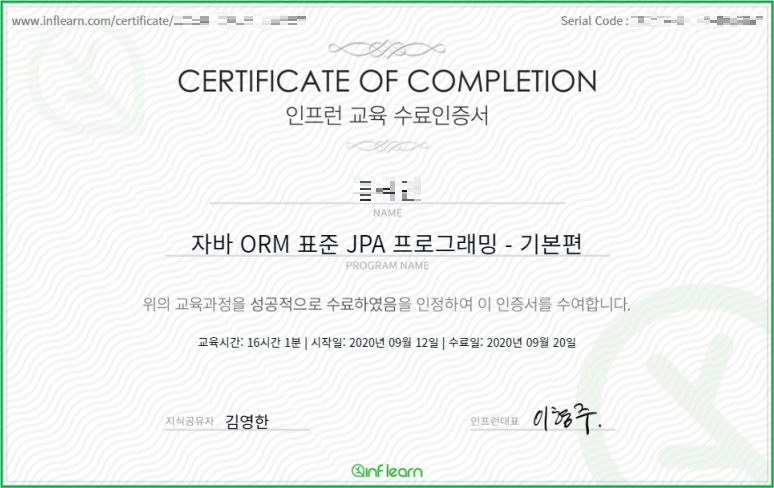 www.inflearn.com/certificate/
Serial Code :
CERTIFICATE OF COMPLETION
인프런 교육 수료인증서
NAME
자바 ORM 표준 JPA 프로그래밍 - 기본편
PROGRAM NAME
위의 교육과정을 성공적으로 수료하였음을 인정하여 이 인증서를 수여합니다.
교육시간: 16시간 1분 | 시작일: 2020년 09월 12일 | 수료일: 2020년 09월 20일
지식공유자 김영한
인프런대표 이형주.
inflearn